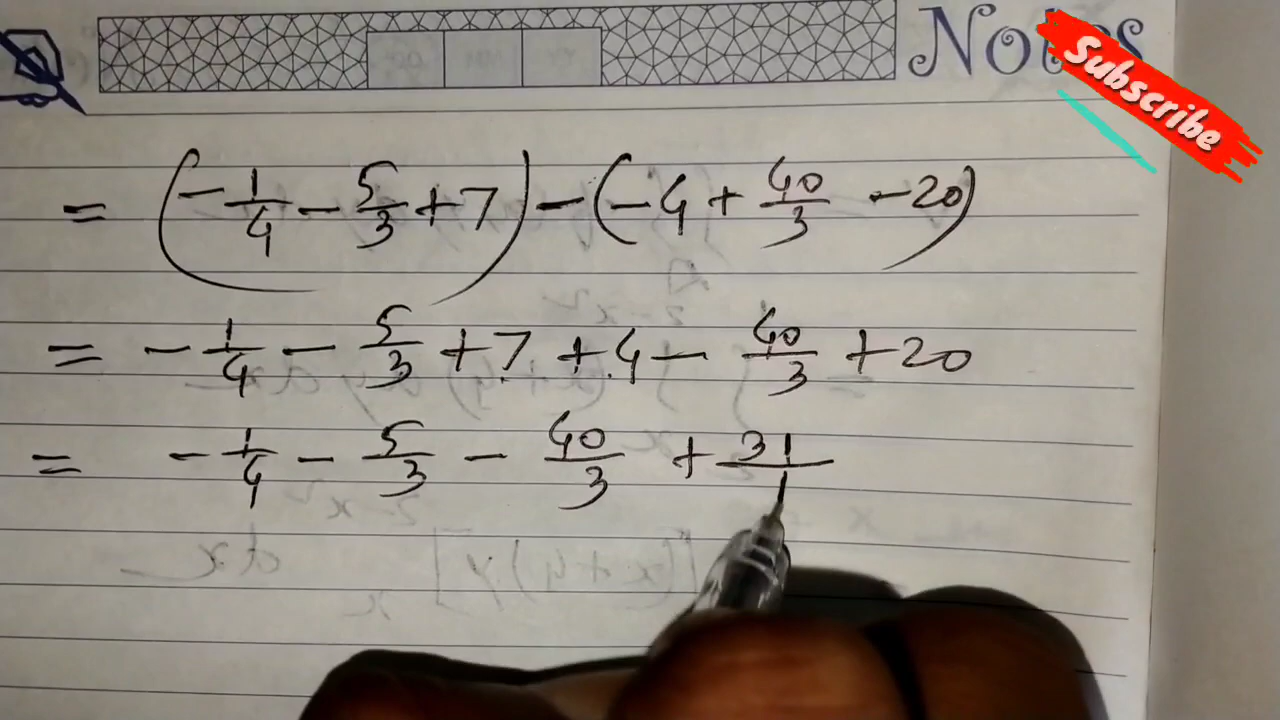 Notes
Subscribe
= (-1/4 - 5/3 + 7) - (-4 + 40/3 - 20)
= -1/4 - 5/3 + 7 + 4 - 40/3 + 20
= -1/4 - 5/3 - 40/3 + 31/1